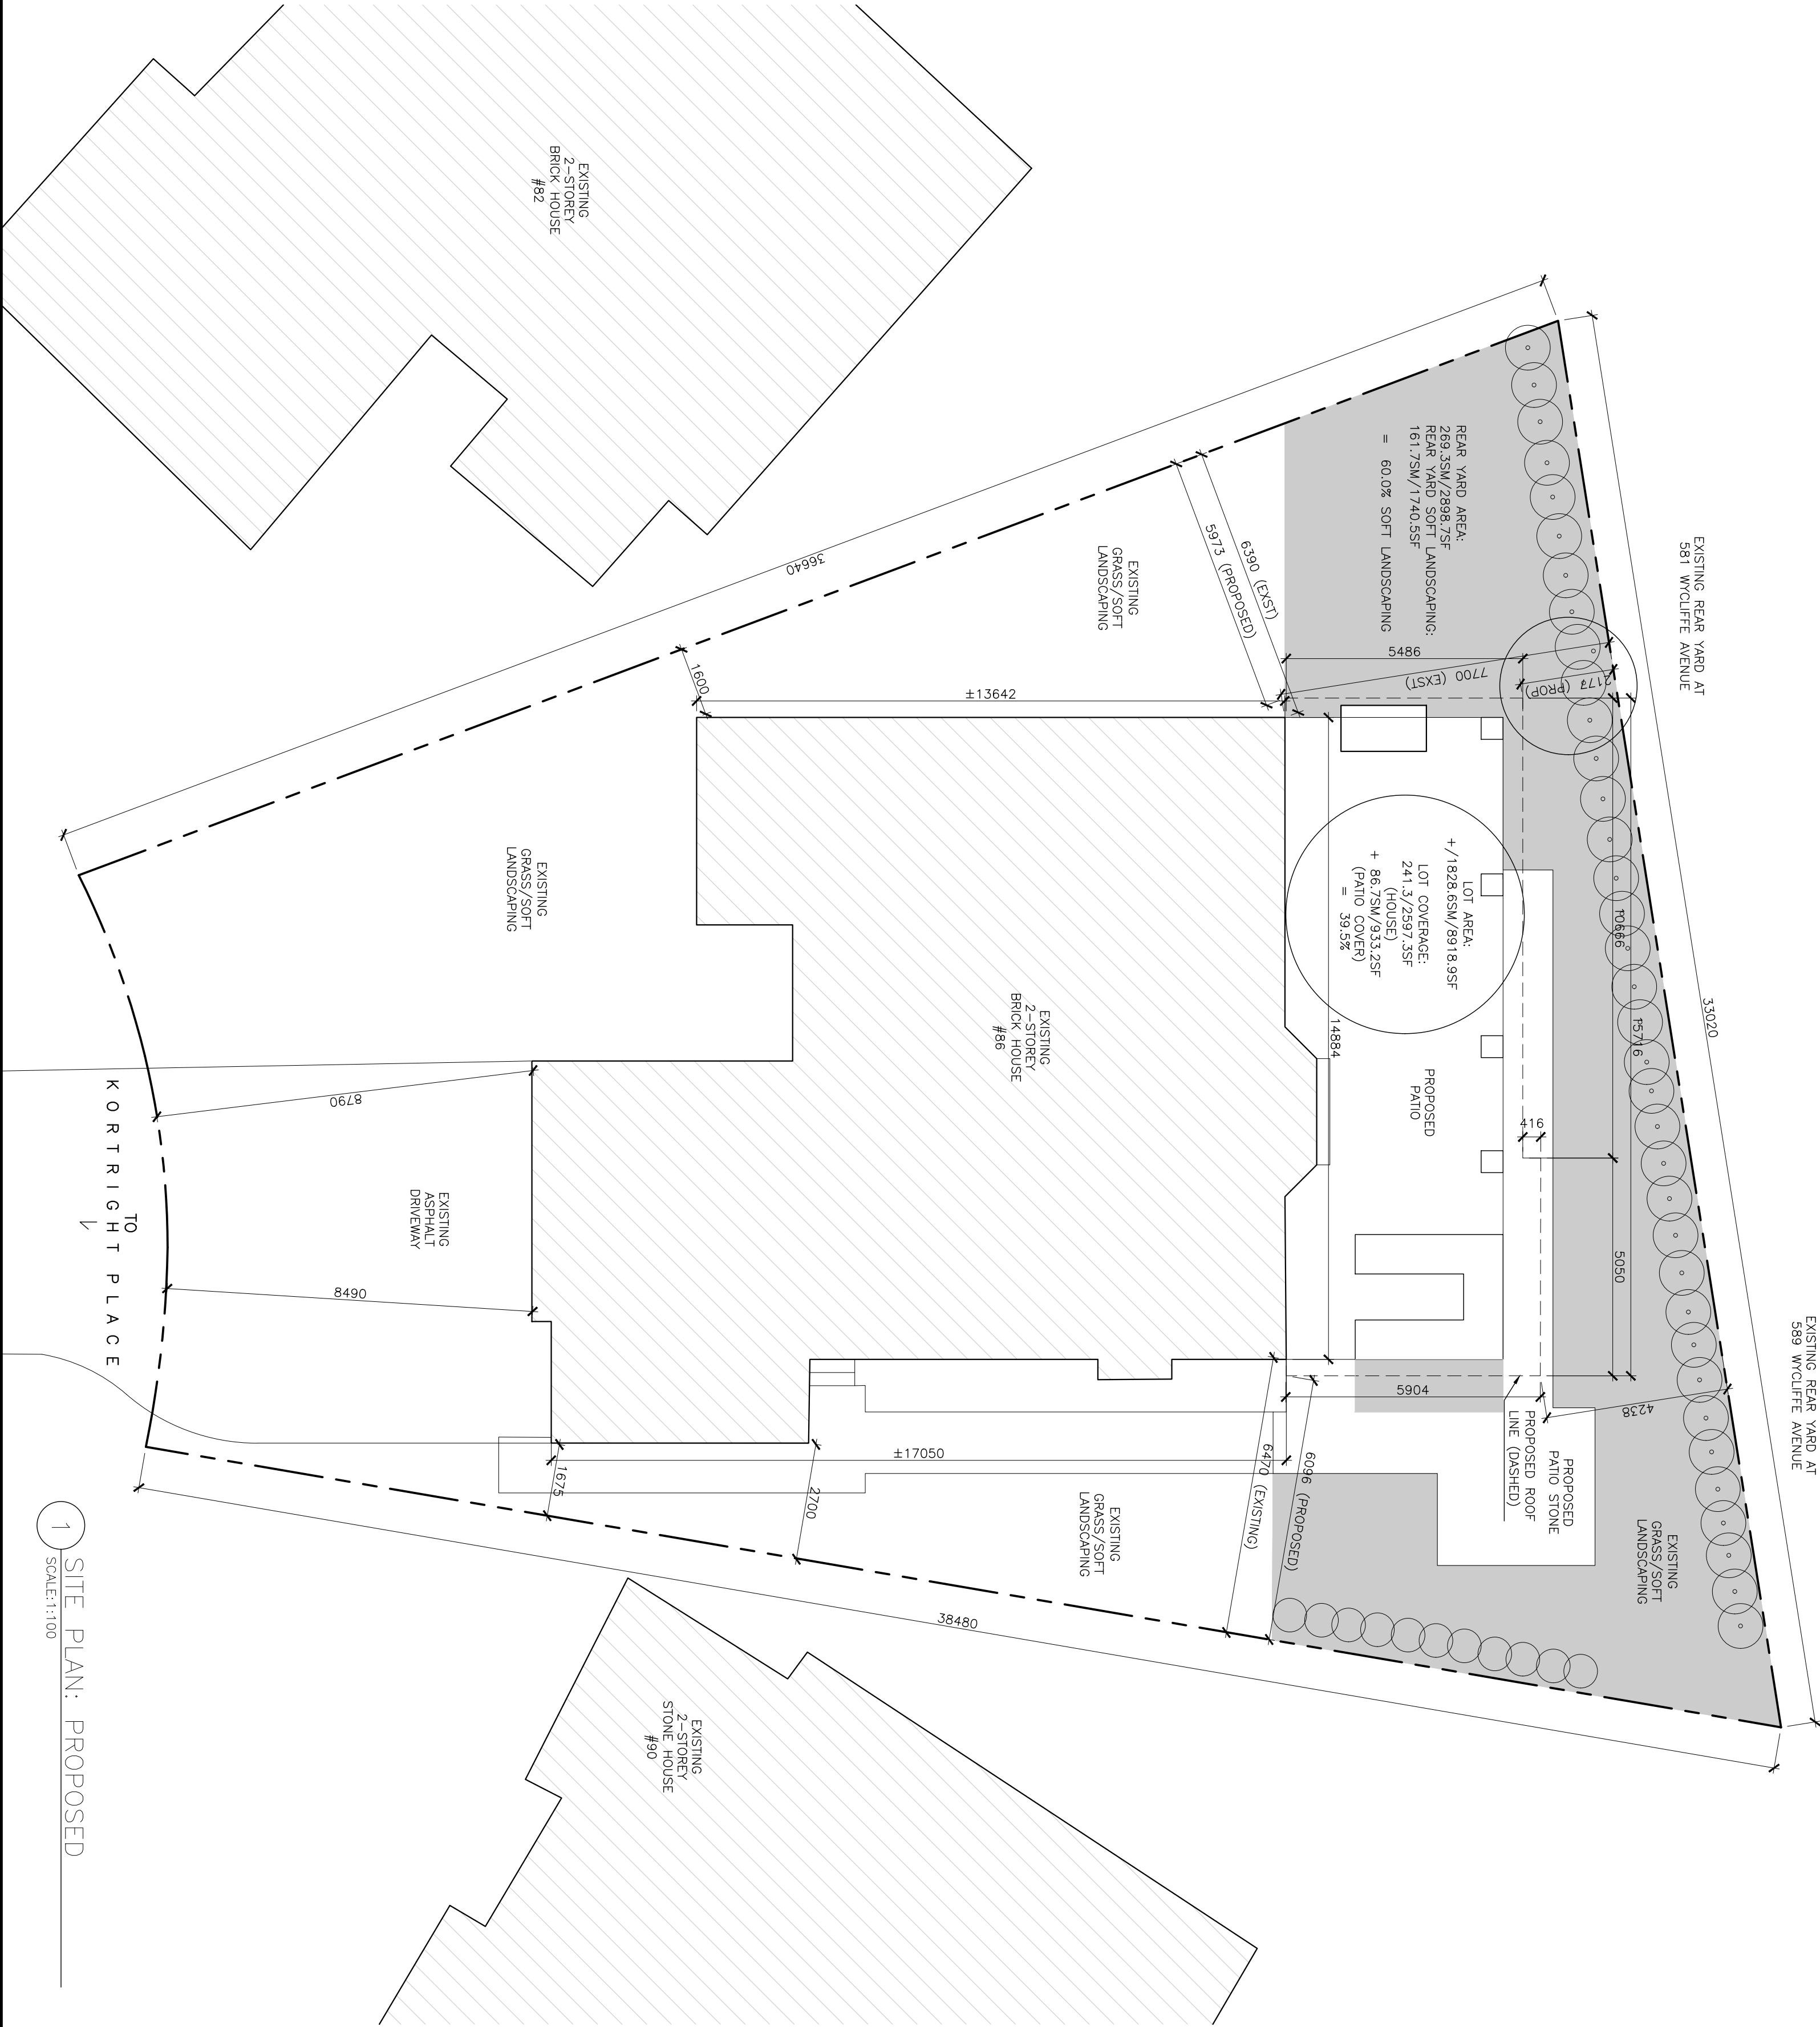 EXISTING REAR YARD AT
581 WYCLIFFE AVENUE
EXISTING REAR YARD AT
589 WYCLIFFE AVENUE
33020
36640
38480
REAR YARD AREA:
269.3SM/2898.7SF
REAR YARD SOFT LANDSCAPING:
161.7SM/1740.5SF
= 60.0% SOFT LANDSCAPING
LOT AREA:
+/1828.6SM/8918.9SF
LOT COVERAGE:
241.3/2597.3SF
(HOUSE)
+ 86.7SM/933.2SF
(PATIO COVER)
= 39.5%
5486
7700 (EXST)
2177 (PROP)
10666
15716
416
5050
5904
4238
14884
PROPOSED
PATIO
PROPOSED
PATIO STONE
PROPOSED ROOF
LINE (DASHED)
EXISTING
GRASS/SOFT
LANDSCAPING
6390 (EXST)
5973 (PROPOSED)
EXISTING
GRASS/SOFT
LANDSCAPING
±13642
1600
6096 (PROPOSED)
6470 (EXISTING)
EXISTING
GRASS/SOFT
LANDSCAPING
±17050
2700
1675
EXISTING
2-STOREY
BRICK HOUSE
#86
EXISTING
2-STOREY
BRICK HOUSE
#82
EXISTING
2-STOREY
STONE HOUSE
#90
EXISTING
GRASS/SOFT
LANDSCAPING
8790
8490
EXISTING
ASPHALT
DRIVEWAY
TO
KORTRIGHT PLACE
1
SITE PLAN: PROPOSED
SCALE:1:100